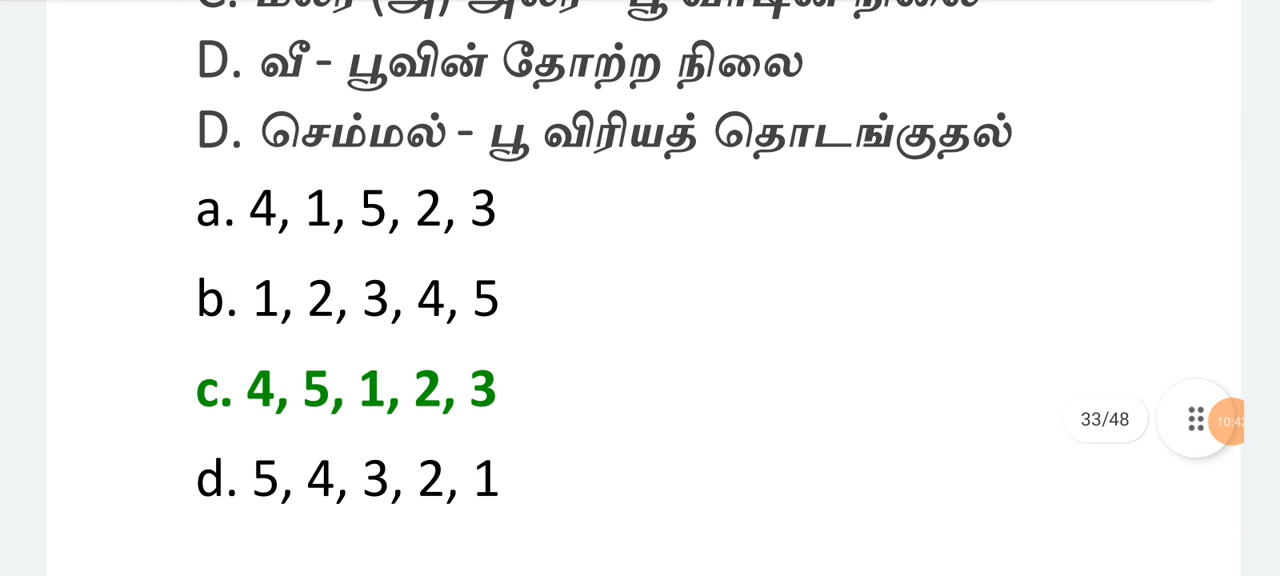 D. வீ - பூவின் தோற்ற நிலை
D. செம்மல் - பூ விரியத் தொடங்குதல்
a. 4, 1, 5, 2, 3
b. 1, 2, 3, 4, 5
c. 4, 5, 1, 2, 3
33/48
d. 5, 4, 3, 2, 1